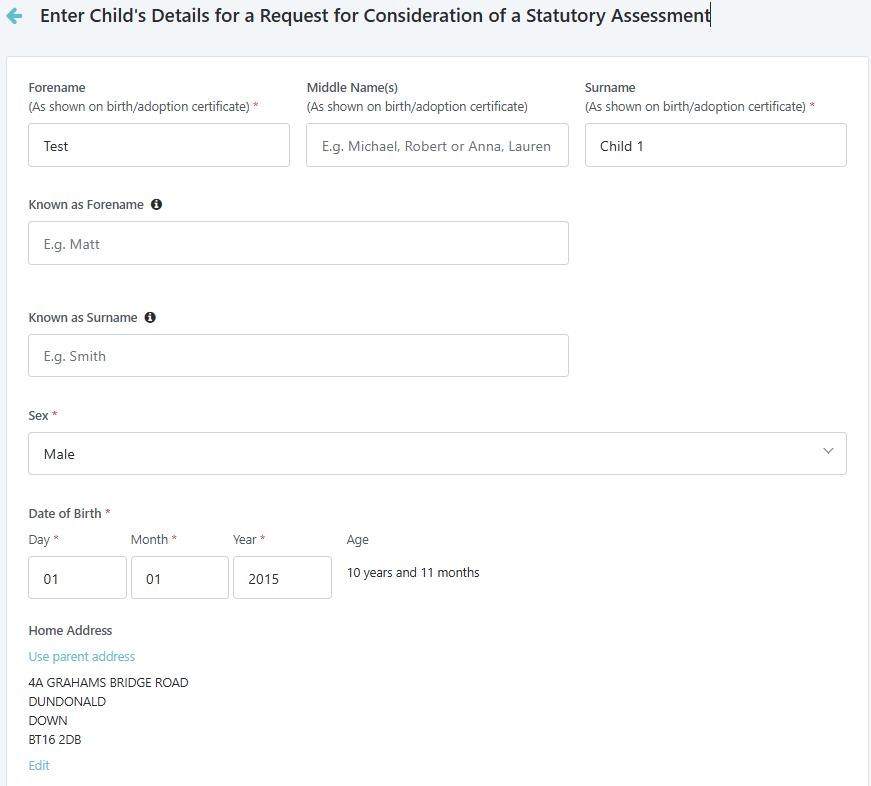 Enter Child's Details for a Request for Consideration of a Statutory Assessment
Forename
(As shown on birth/adoption certificate) *
Test
Middle Name(s)
(As shown on birth/adoption certificate)
E.g. Michael, Robert or Anna, Lauren
Surname
(As shown on birth/adoption certificate) *
Child 1
Known as Forename
E.g. Matt
Known as Surname
E.g. Smith
Sex *
Male
Date of Birth *
Day * Month * Year * Age
01 01 2015 10 years and 11 months
Home Address
Use parent address
4A GRAHAMS BRIDGE ROAD
DUNDONALD
DOWN
BT16 2DB
Edit